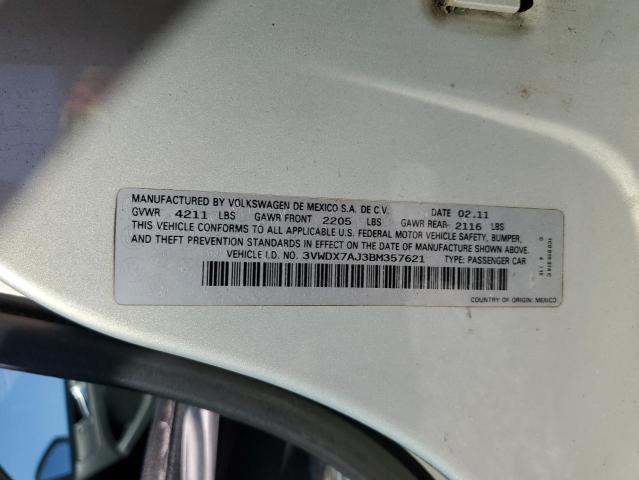 MANUFACTURED BY VOLKSWAGEN DE MEXICO S.A. DE C.V. DATE 02.11
GVWR 4211 LBS GAWR FRONT 2205 LBS GAWR REAR 2116 LBS
THIS VEHICLE CONFORMS TO ALL APPLICABLE U.S. FEDERAL MOTOR VEHICLE SAFETY, BUMPER,
AND THEFT PREVENTION STANDARDS IN EFFECT ON THE DATE OF MANUFACTURE SHOWN ABOVE.
VEHICLE I.D. NO. 3VWDX7AJ3BM357621 TYPE: PASSENGER CAR
COUNTRY OF ORIGIN: MEXICO